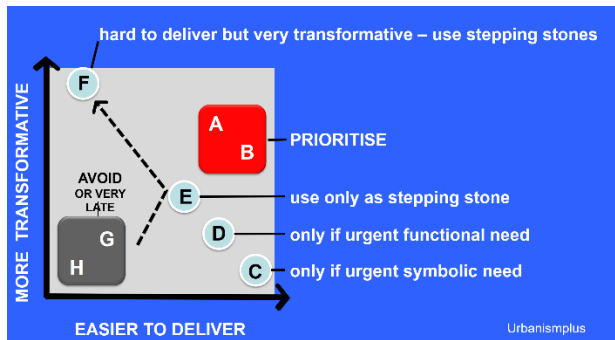 hard to deliver but very transformative – use stepping stones
F
A
B
PRIORITISE
AVOID
OR VERY
LATE
E
use only as stepping stone
G
H
D
only if urgent functional need
C
only if urgent symbolic need
MORE TRANSFORMATIVE
EASIER TO DELIVER
Urbanismplus